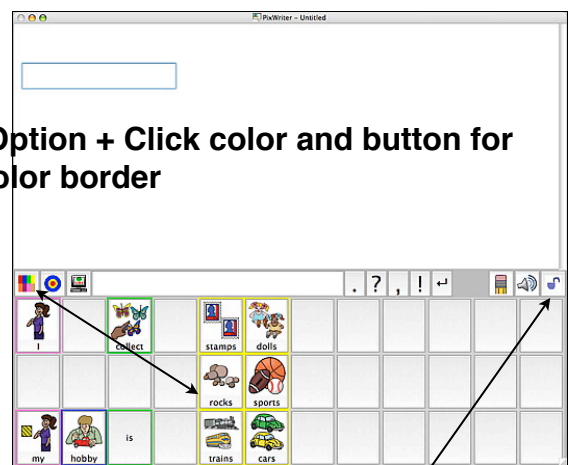 PixWriter - Untitled
Option + Click color and button for
olor border
. ? , !
I collect stamps dolls
rocks sports
my hobby is trains cars